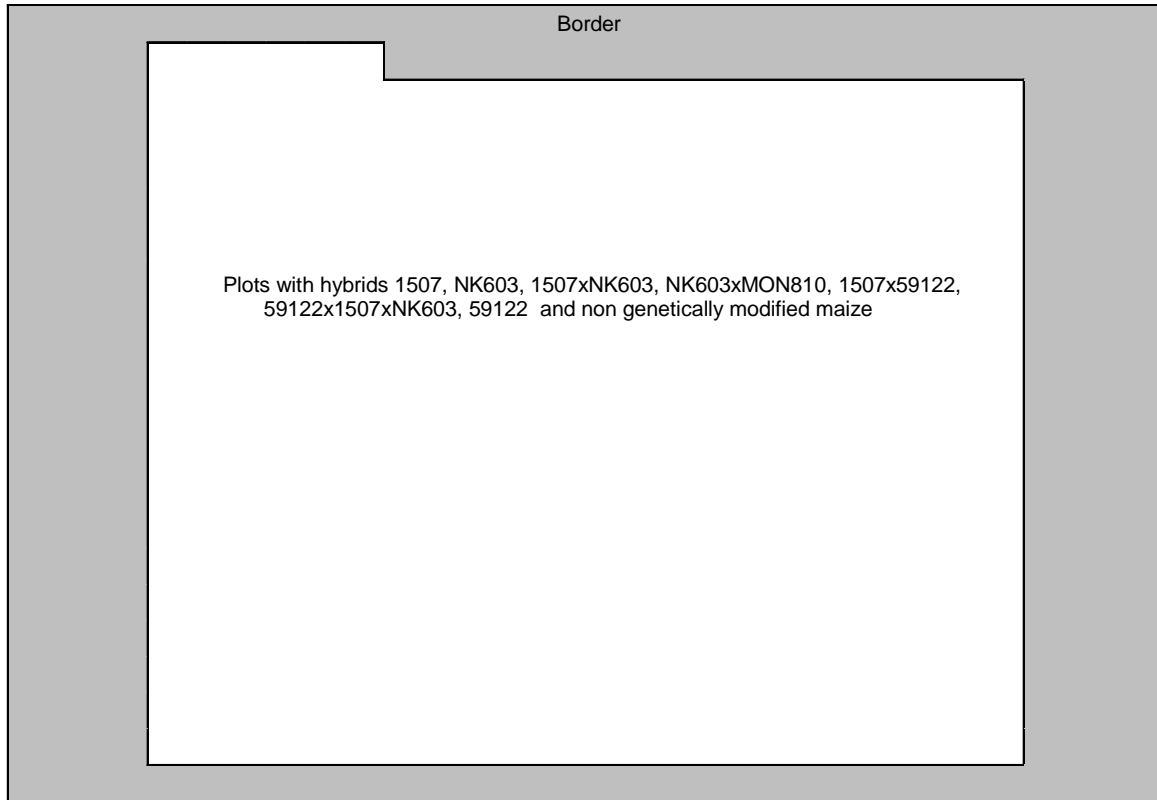 Border
Plots with hybrids 1507, NK603, 1507xNK603, NK603xMON810, 1507x59122,
59122x1507xNK603, 59122  and non genetically modified maize